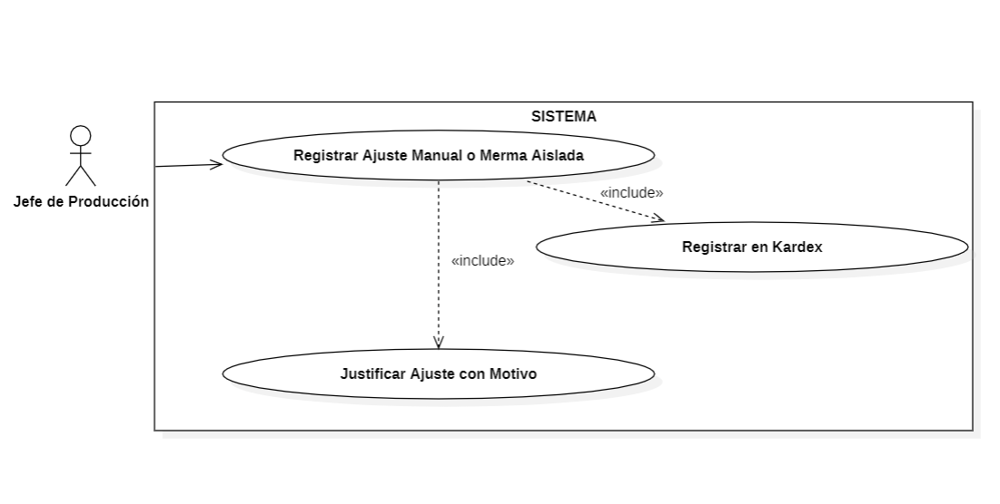 SISTEMA
Registrar Ajuste Manual o Merma Aislada
Jefe de Producción
«include»
Registrar en Kardex
«include»
Justificar Ajuste con Motivo